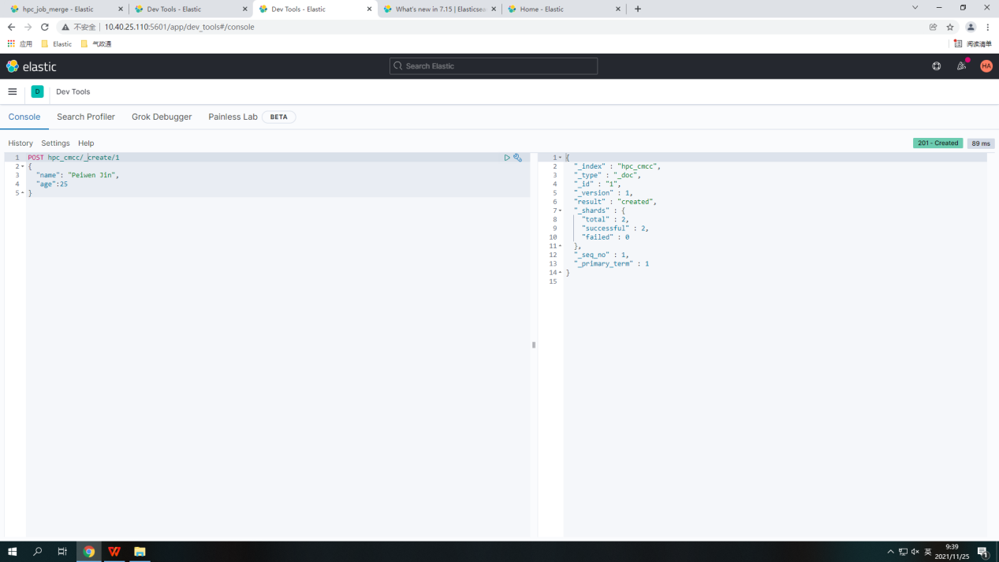 hpc_job_merge - Elastic
Dev Tools - Elastic
Dev Tools - Elastic
What's new in 7.15 | Elasticsea
Home - Elastic
不安全 | 10.40.25.110:5601/app/dev_tools#/console
应用
Elastic
气政通
阅读清单
elastic
Search Elastic
HA
D
Dev Tools
Console
Search Profiler
Grok Debugger
Painless Lab
BETA
History
Settings
Help
201 - Created
89 ms
1 POST hpc_cmcc/_create/1
2 {
3 "name": "Peiwen Jin",
4 "age":25
5 }
1 {
2 "_index" : "hpc_cmcc",
3 "_type" : "_doc",
4 "_id" : "1",
5 "_version" : 1,
6 "result" : "created",
7 "_shards" : {
8 "total" : 2,
9 "successful" : 2,
10 "failed" : 0
11 },
12 "_seq_no" : 1,
13 "_primary_term" : 1
14 }
15
英
9:39
2021/11/25
1